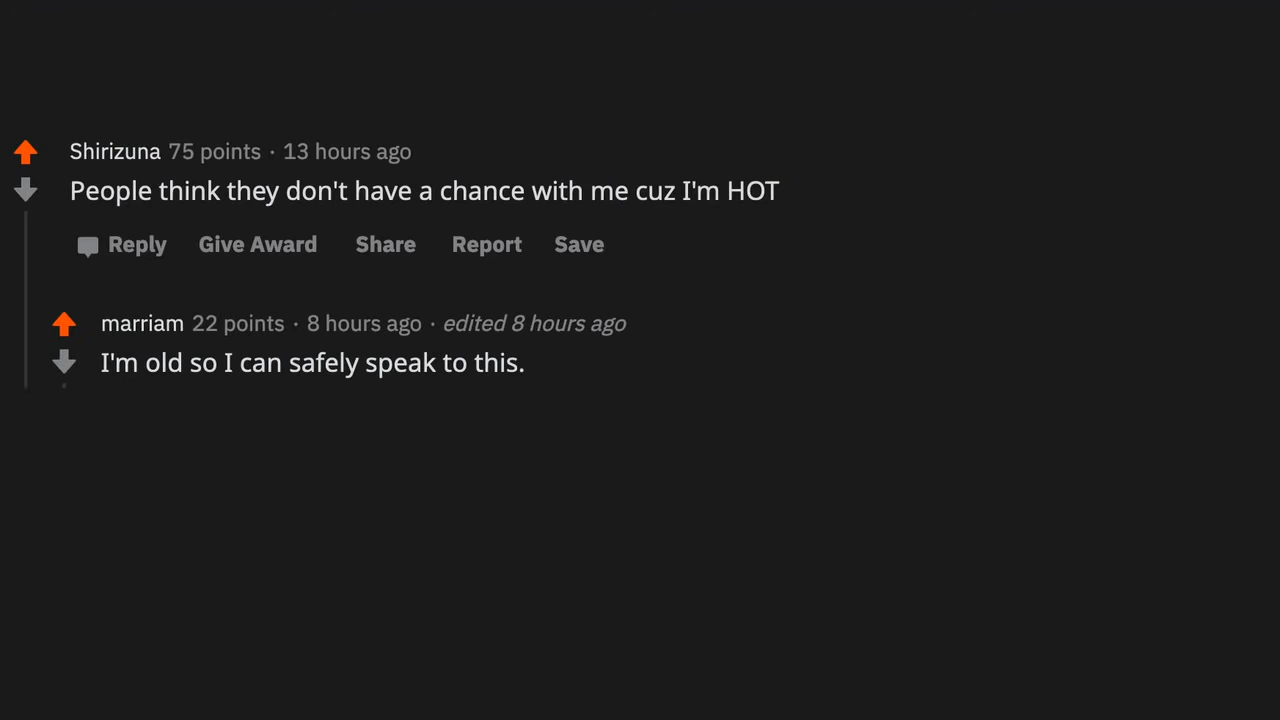 Shirizuna 75 points · 13 hours ago
People think they don't have a chance with me cuz I'm HOT
Reply Give Award Share Report Save
marriam 22 points · 8 hours ago · edited 8 hours ago
I'm old so I can safely speak to this.